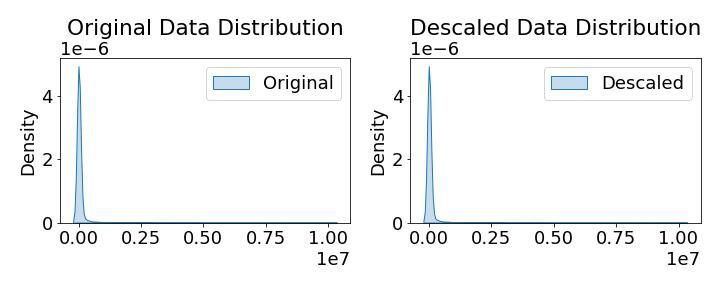 Original Data Distribution
1e−6
Original
Density
4
2
0
0.00 0.25 0.50 0.75 1.00
1e7
Descaled Data Distribution
1e−6
Descaled
Density
4
2
0
0.00 0.25 0.50 0.75 1.00
1e7